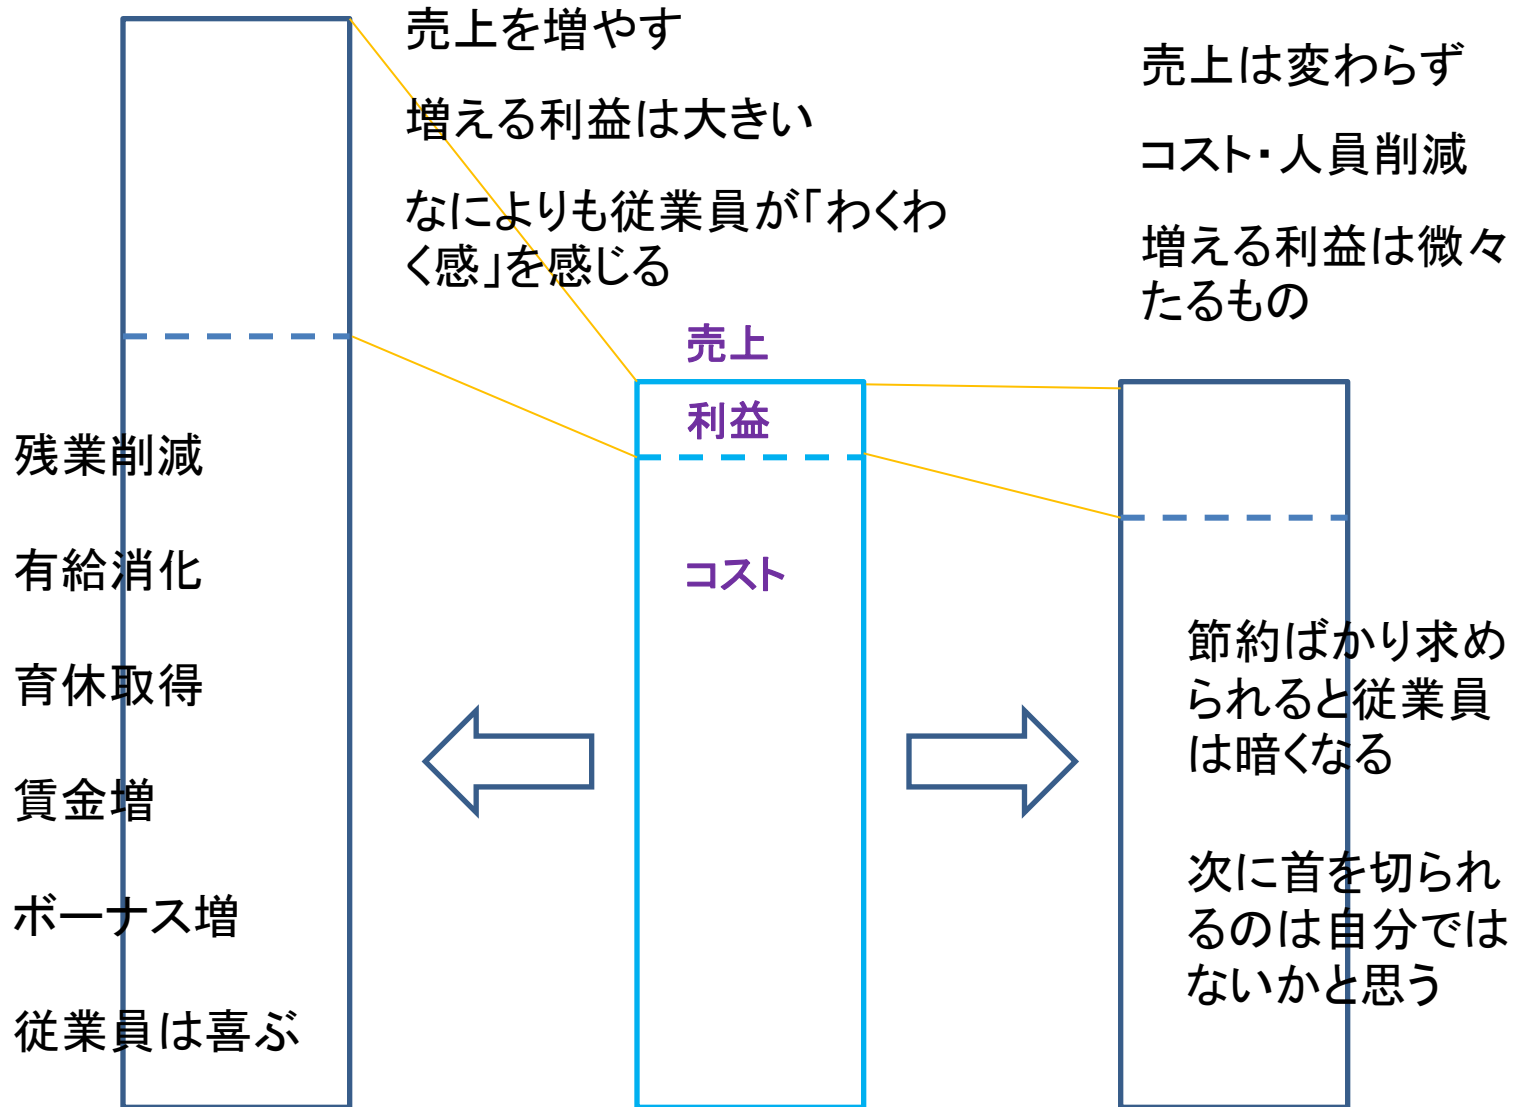 売上を増やす
増える利益は大きい
なによりも従業員が「わくわ
く感」を感じる
売上は変わらず
コスト・人員削減
増える利益は微々
たるもの
売上
利益
コスト
残業削減
有給消化
育休取得
賃金増
ボーナス増
従業員は喜ぶ
節約ばかり求め
られると従業員
は暗くなる
次に首を切られ
るのは自分では
ないかと思う